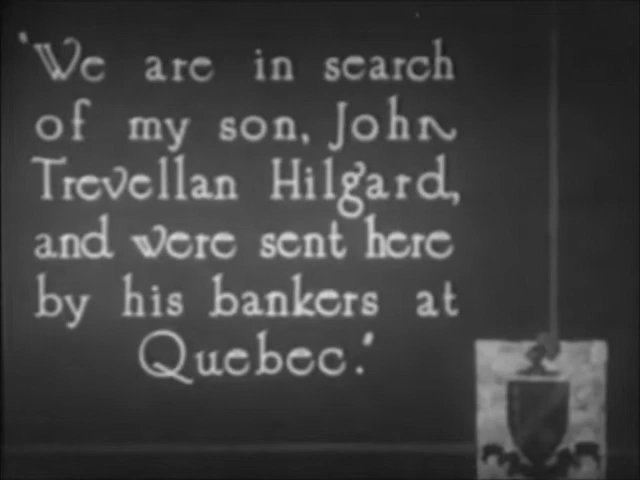 "We are in search
of my son, John
Trevellan Hilgard,
and were sent here
by his bankers at
Quebec."